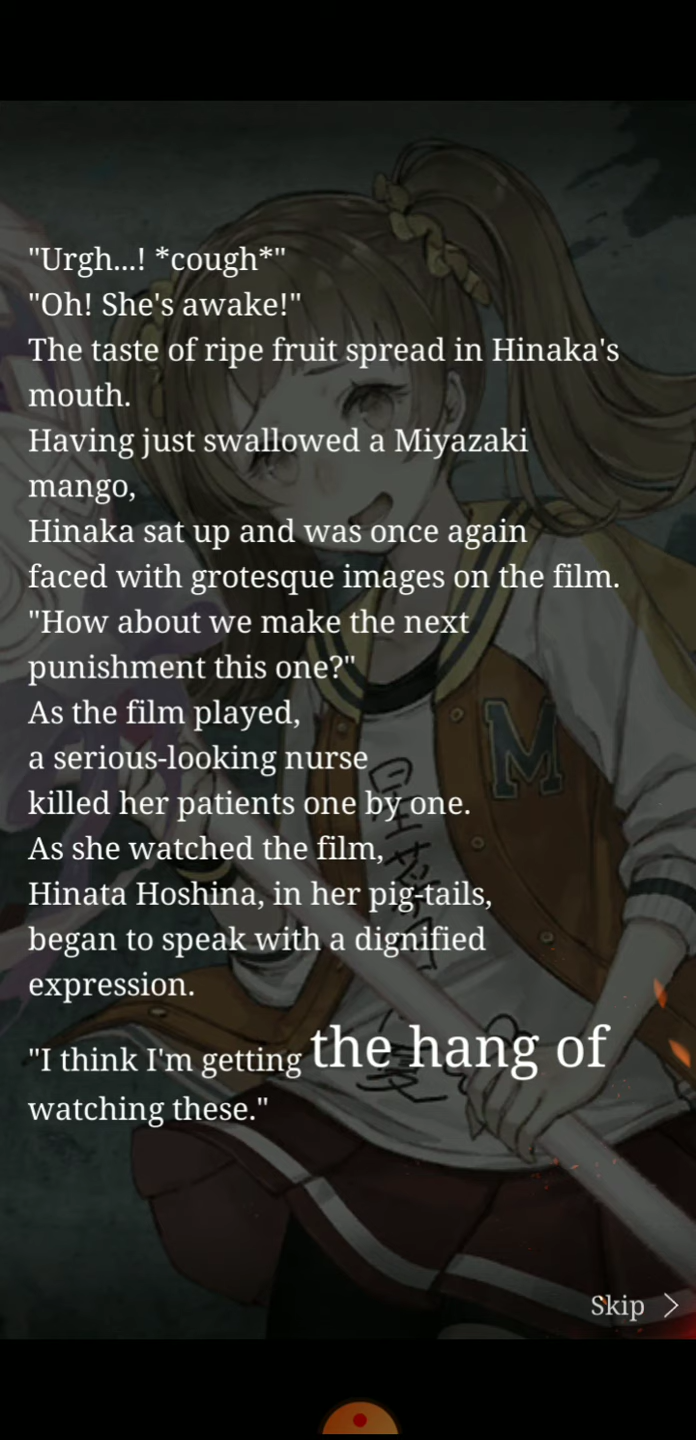 "Urgh...! *cough*"
"Oh! She's awake!"
The taste of ripe fruit spread in Hinaka's
mouth.
Having just swallowed a Miyazaki
mango,
Hinaka sat up and was once again
faced with grotesque images on the film.
"How about we make the next
punishment this one?"
As the film played,
a serious-looking nurse
killed her patients one by one.
As she watched the film,
Hinata Hoshina, in her pig-tails,
began to speak with a dignified
expression.
"I think I'm getting the hang of
watching these."
M
Skip >